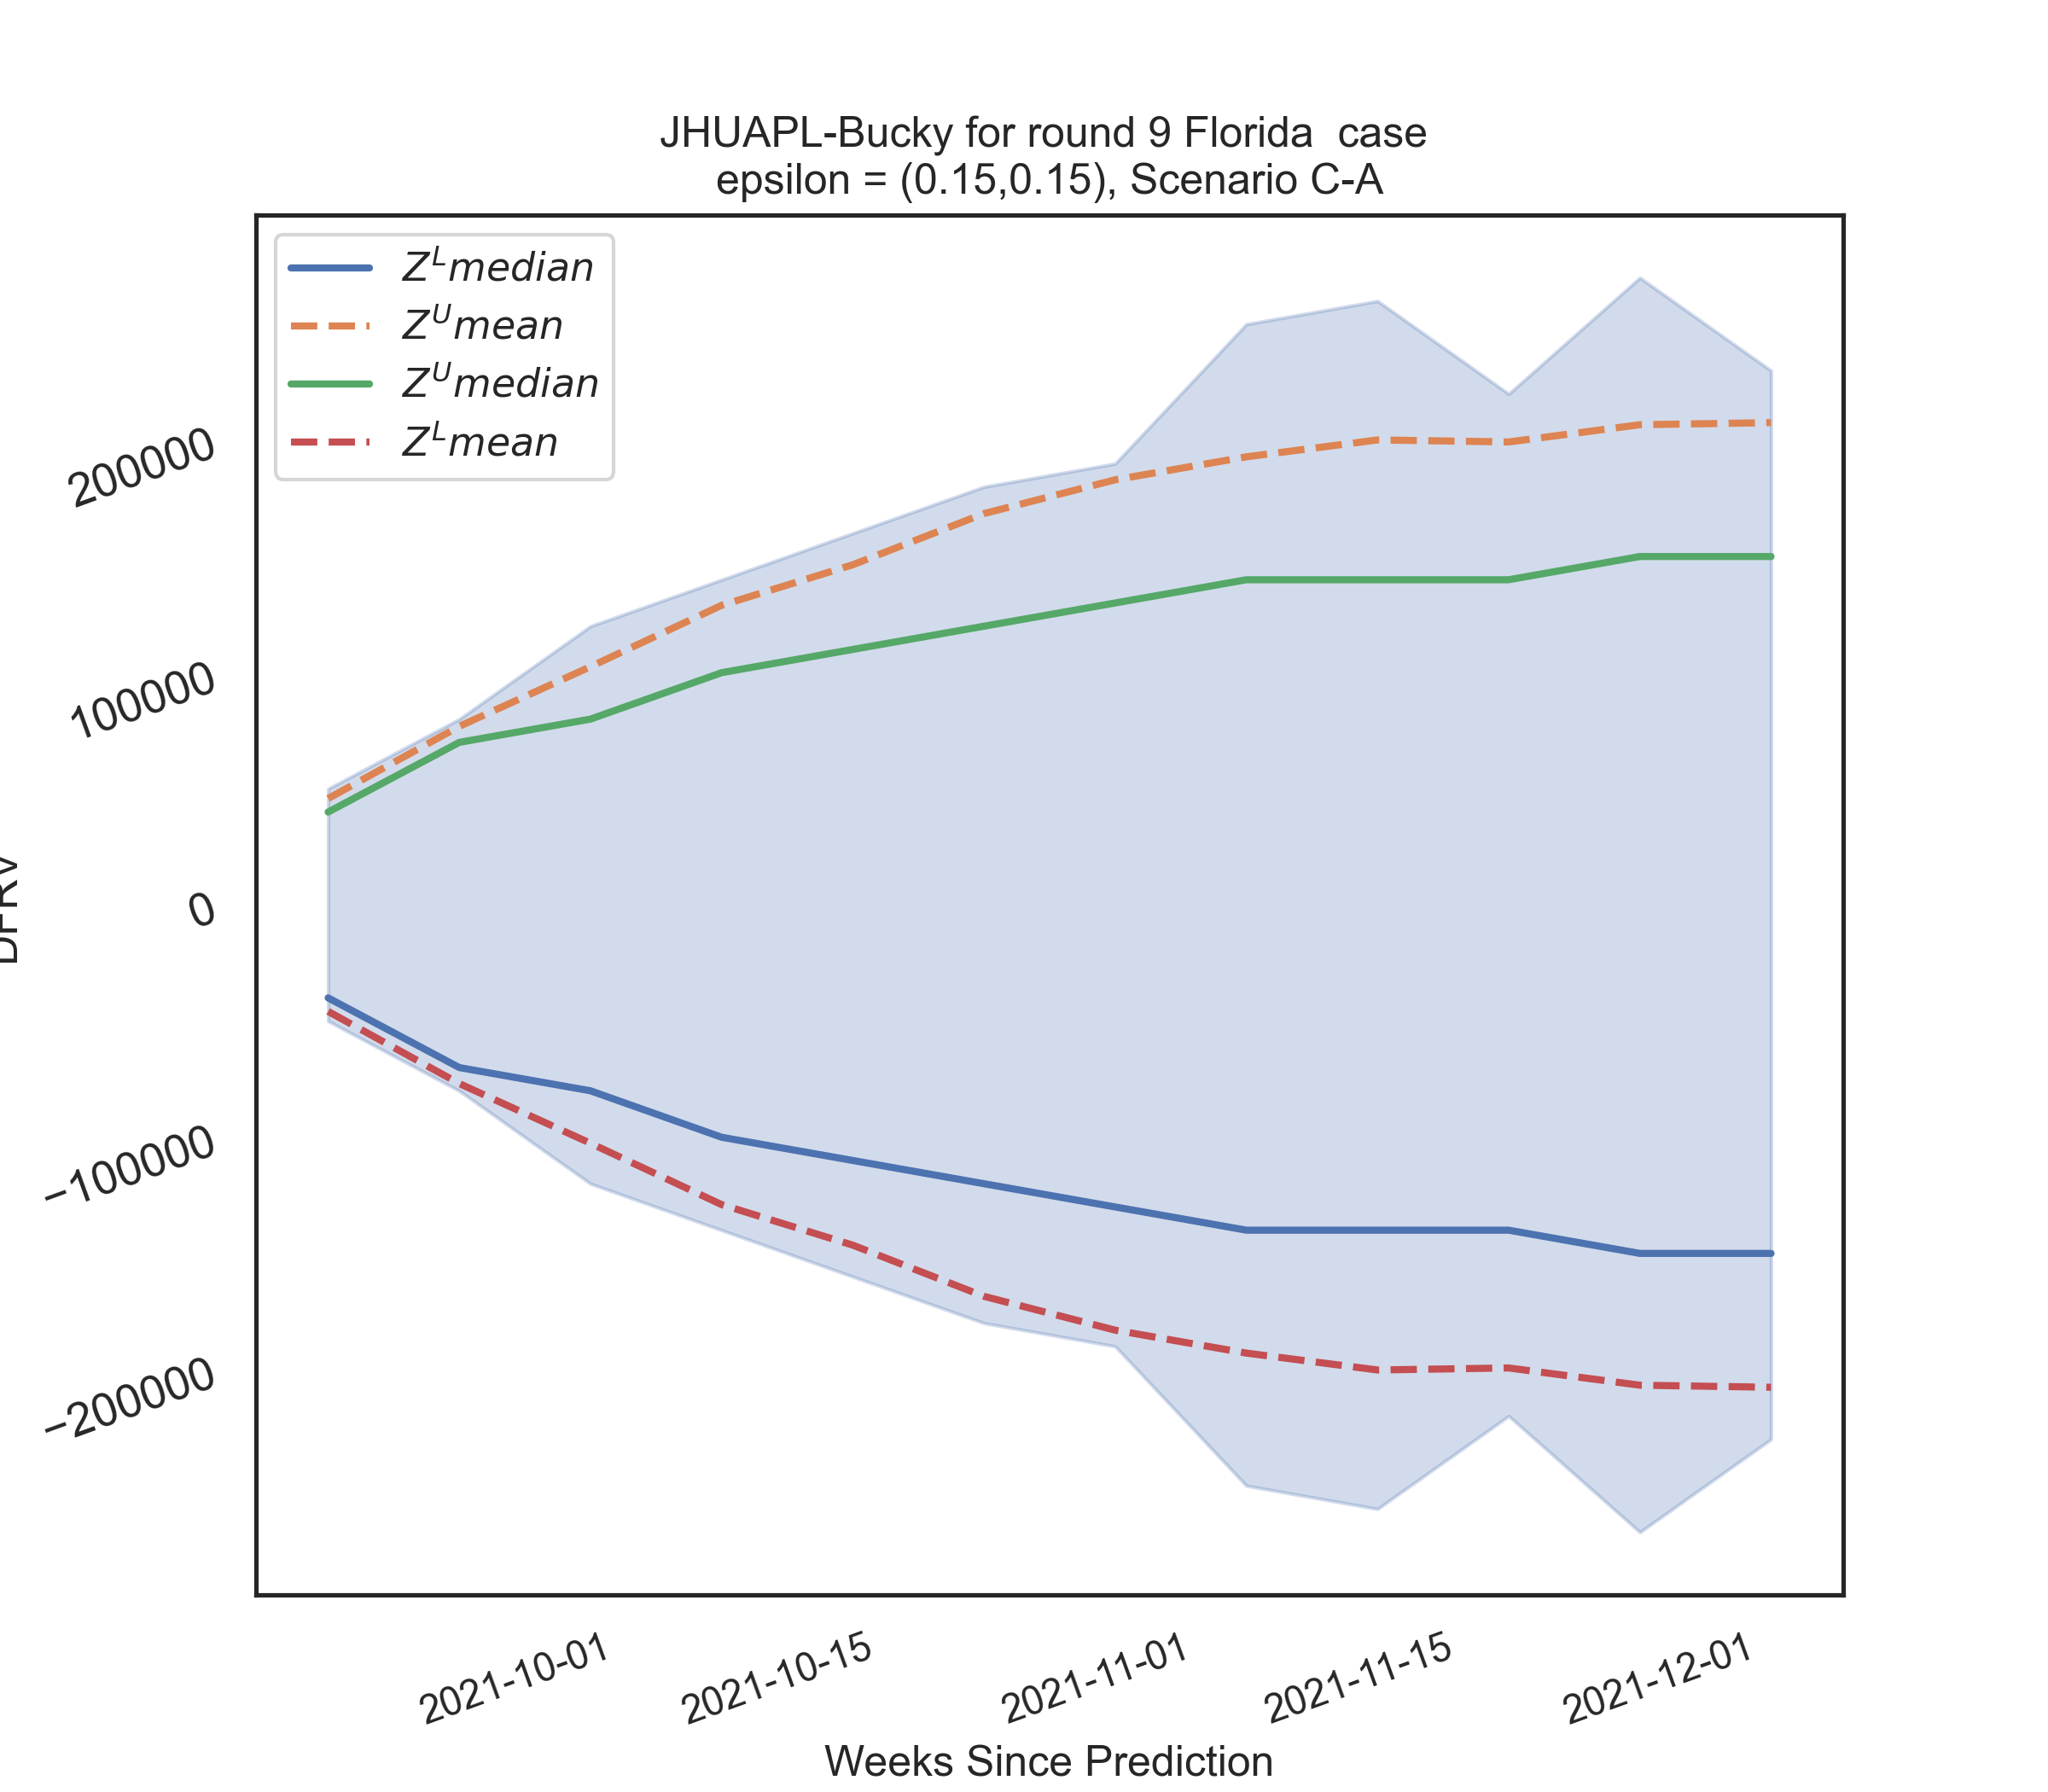 JHUAPL-Bucky for round 9 Florida  case
epsilon = (0.15,0.15), Scenario C-A
Z^L median
Z^U mean
Z^U median
Z^L mean
200000
100000
0
−100000
−200000
2021-10-01
2021-10-15
2021-11-01
2021-11-15
2021-12-01
Weeks Since Prediction